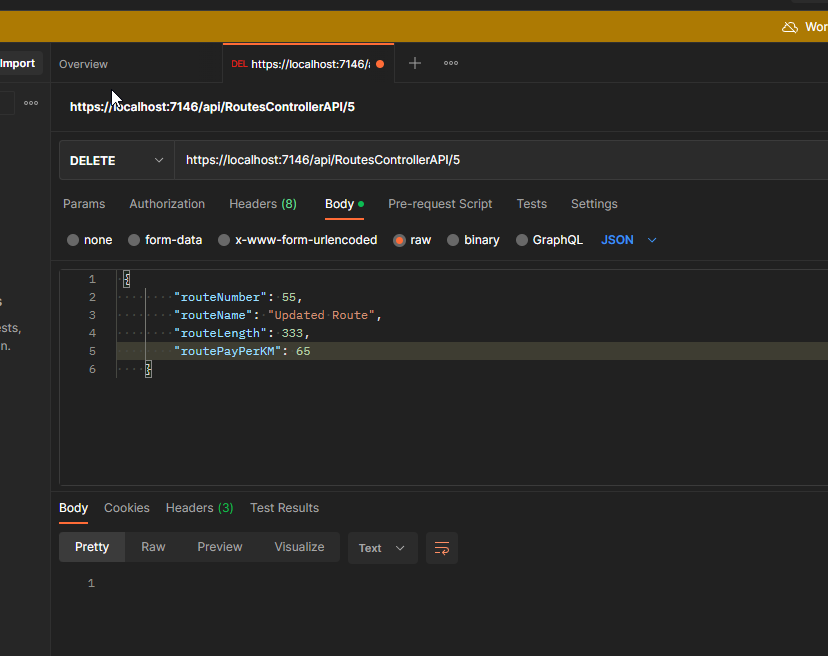 Wor
Import
Overview
DEL https://localhost:7146/
https://localhost:7146/api/RoutesControllerAPI/5
DELETE
https://localhost:7146/api/RoutesControllerAPI/5
Params Authorization Headers (8) Body Pre-request Script Tests Settings
none form-data x-www-form-urlencoded raw binary GraphQL JSON
1 {
2 "routeNumber": 55,
3 "routeName": "Updated Route",
4 "routeLength": 333,
5 "routePayPerKM": 65
6 }
s
ests,
n.
Body Cookies Headers (3) Test Results
Pretty Raw Preview Visualize Text
1